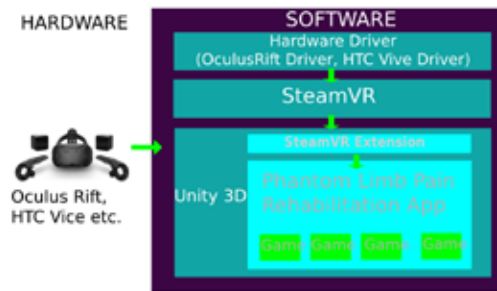 HARDWARE
SOFTWARE
Hardware Driver
(OculusRift Driver, HTC Vive Driver)
SteamVR
SteamVR Extension
Unity 3D
Phantom Limb Pain
Rehabilitation App
Game Game Game Game
Oculus Rift,
HTC Vice etc.